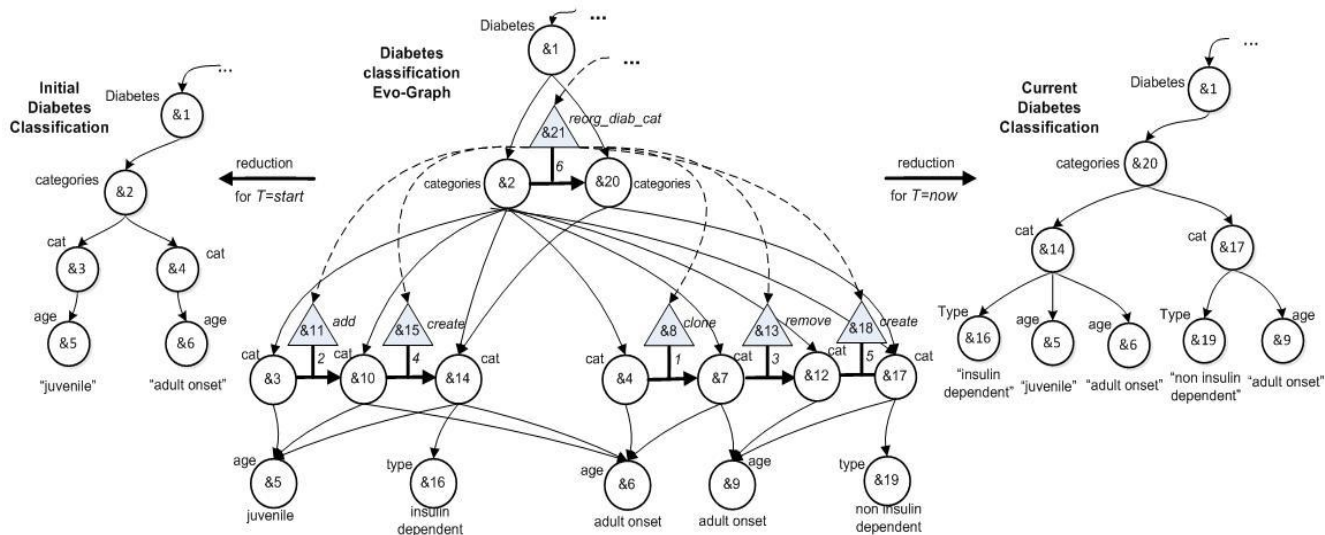 Initial
Diabetes
Classification
...
Diabetes
&1
categories
&2
cat
&3
cat
&4
age
&5
age
&6
"juvenile"
"adult onset"
reduction
for T=start
Diabetes
classification
Evo-Graph
...
Diabetes
&1
...
&21
reorg_diab_cat
6
categories
&2
&20
categories
&11
add
&15
create
&8
clone
&13
remove
&18
create
cat
&3
2
cat
&10
4
cat
&14
cat
&4
1
cat
&7
3
cat
&12
5
cat
&17
age
&5
type
&16
&6
age
&9
type
&19
juvenile
insulin
dependent
adult onset
adult onset
non insulin
dependent
reduction
for T=now
Current
Diabetes
Classification
...
Diabetes
&1
categories
&20
cat
&14
cat
&17
Type
&16
age
&5
age
&6
Type
&19
age
&9
"insulin
dependent"
"juvenile"
"adult onset"
"non insulin
dependent"
"adult onset"